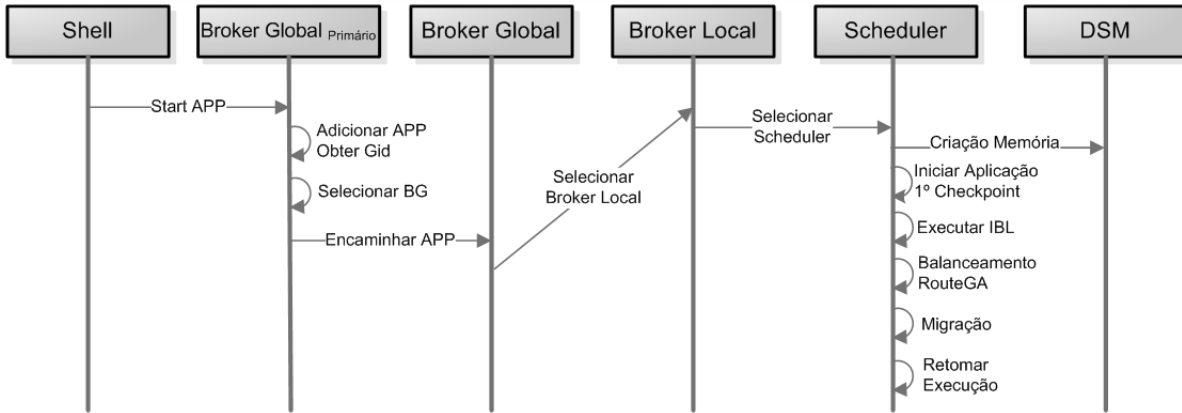 Shell
Broker Global Primário
Broker Global
Broker Local
Scheduler
DSM
Start APP
Adicionar APP
Obter Gid
Selecionar BG
Encaminhar APP
Selecionar
Broker Local
Selecionar
Scheduler
Criação Memória
Iniciar Aplicação
1º Checkpoint
Executar IBL
Balanceamento
RouteGA
Migração
Retomar
Execução